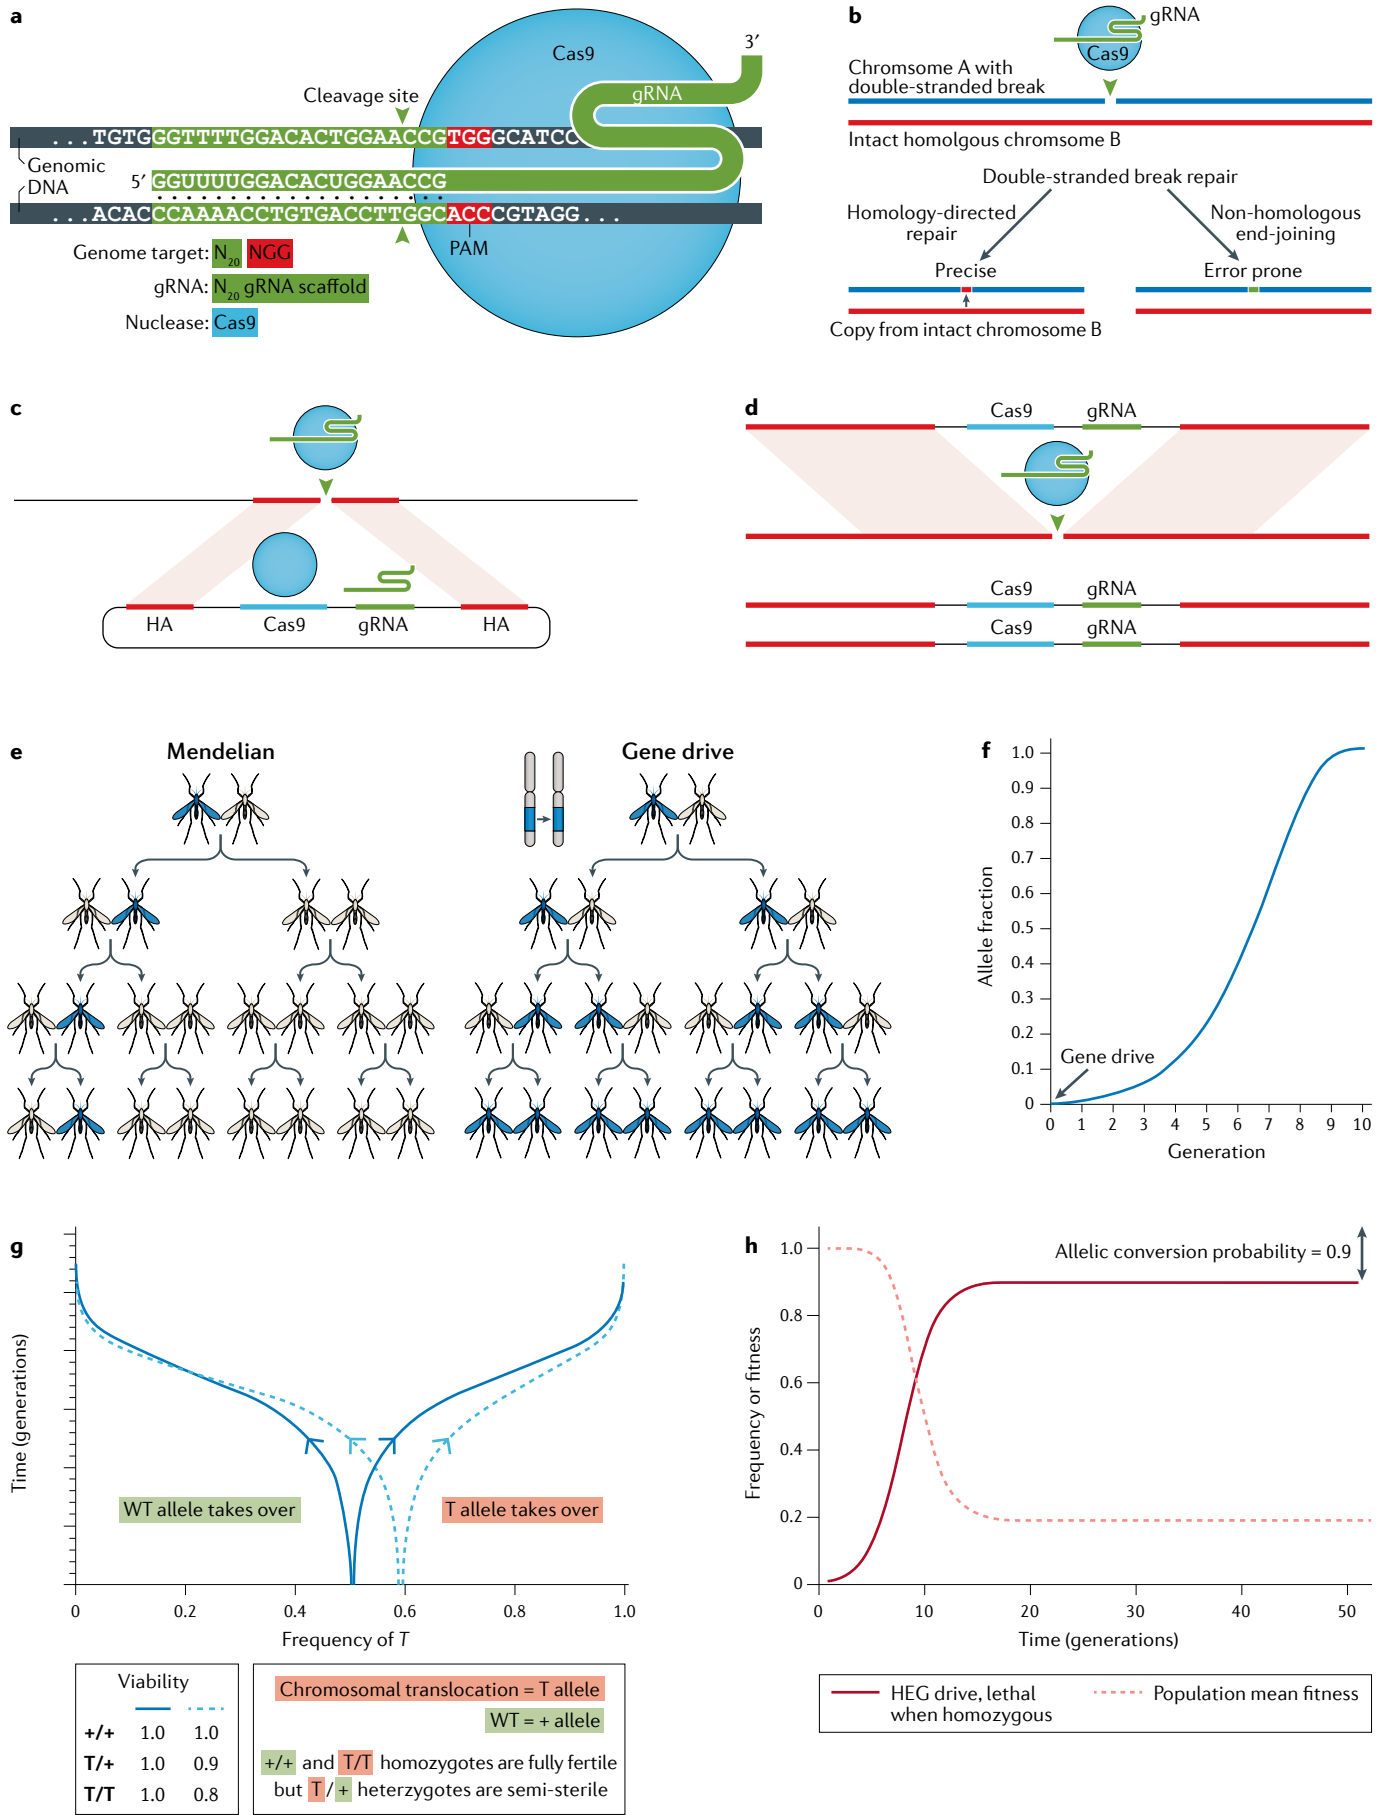 a
Cas9
3′
gRNA
Cleavage site
...TGTGGGTTTTGGACACTGGAACCGTGGGCATCC
Genomic
DNA
5′ GGUUUUGGACACUGGAACCG
...ACACCCAAAACCTGTGACCTTGGCACCCGTAGG...
PAM
Genome target: N20 NGG
gRNA: N20 gRNA scaffold
Nuclease: Cas9
b
gRNA
Cas9
Chromsome A with
double-stranded break
Intact homolgous chromsome B
Double-stranded break repair
Homology-directed
repair
Non-homologous
end-joining
Precise
Error prone
Copy from intact chromosome B
c
HA
Cas9
gRNA
HA
d
Cas9
gRNA
Cas9
gRNA
Cas9
gRNA
e
Mendelian
Gene drive
f
1.0
0.9
0.8
0.7
0.6
0.5
0.4
0.3
0.2
0.1
0
Allele fraction
Gene drive
0 1 2 3 4 5 6 7 8 9 10
Generation
g
Time (generations)
WT allele takes over
T allele takes over
0 0.2 0.4 0.6 0.8 1.0
Frequency of T
Viability
+/+ 1.0 1.0
T/+ 1.0 0.9
T/T 1.0 0.8
Chromosomal translocation = T allele
WT = + allele
+/+ and T/T homozygotes are fully fertile
but T/+ heterzygotes are semi-sterile
h
1.0
0.8
0.6
0.4
0.2
0
Frequency or fitness
Allelic conversion probability = 0.9
0 10 20 30 40 50
Time (generations)
HEG drive, lethal
when homozygous
Population mean fitness